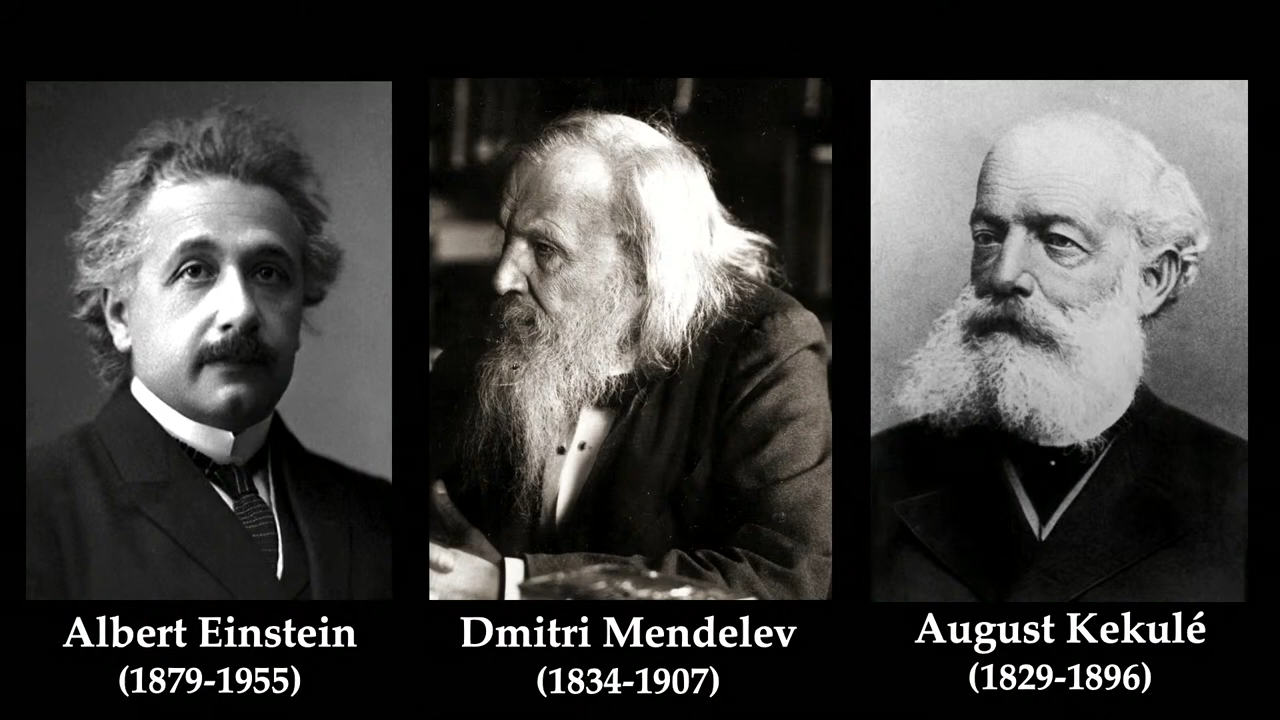 Albert Einstein
(1879-1955)
Dmitri Mendelev
(1834-1907)
August Kekulé
(1829-1896)